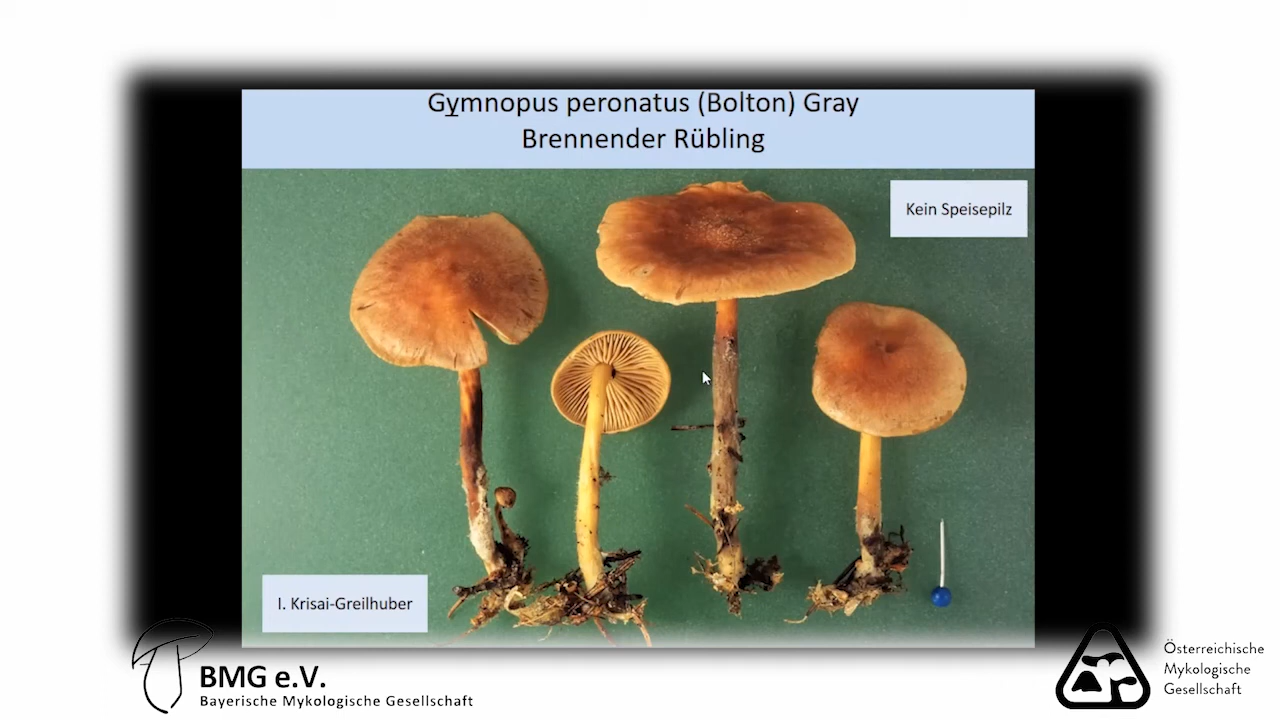 Gymnopus peronatus (Bolton) Gray
Brennender Rübling
Kein Speisepilz
I. Krisai-Greilhuber
BMG e.V.
Bayerische Mykologische Gesellschaft
Österreichische
Mykologische
Gesellschaft